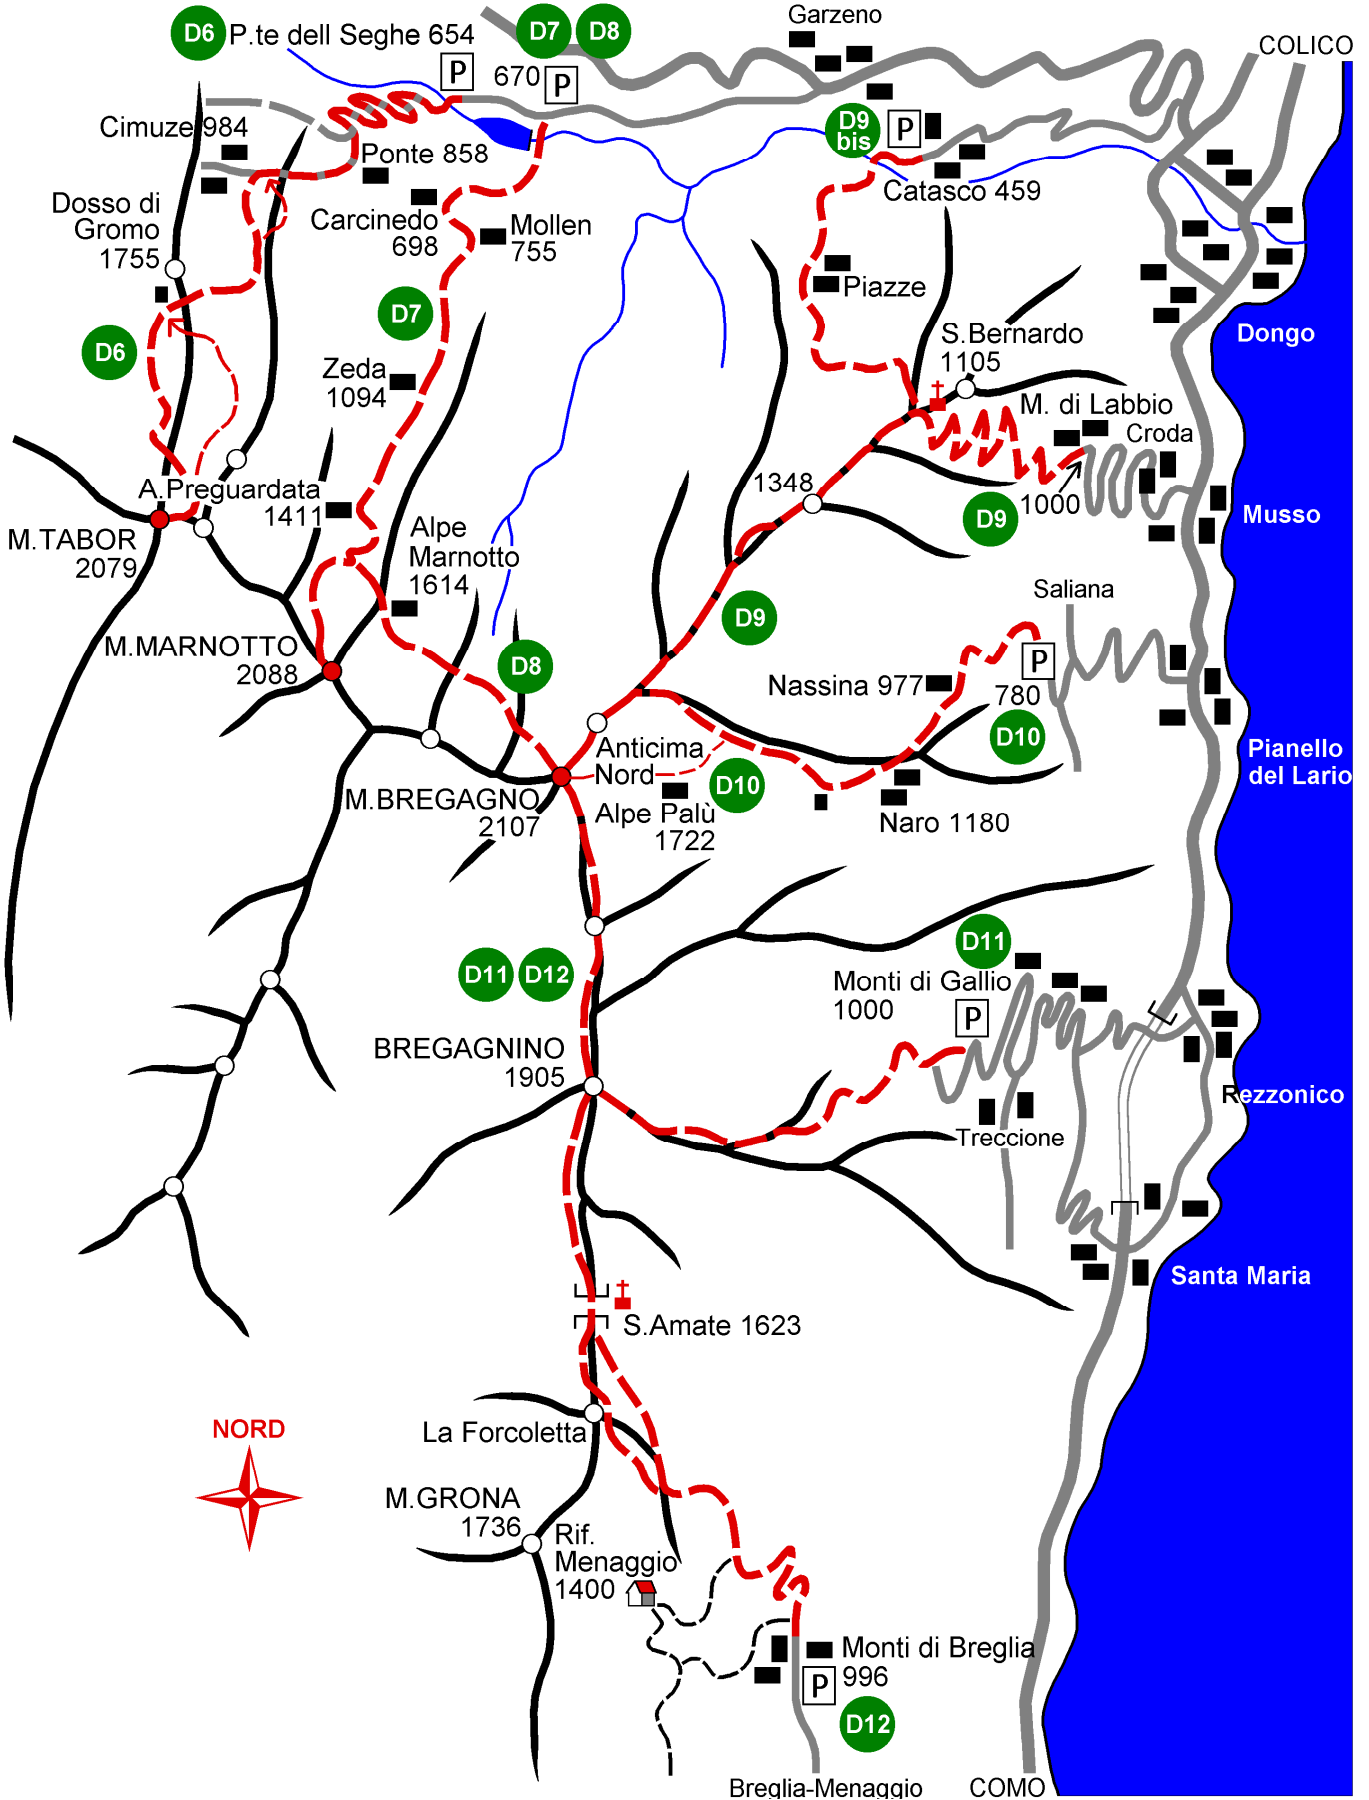 D6
P.te dell Seghe 654
D7
D8
Garzeno
COLICO
P
670
P
Cimuze 984
D9
bis
P
Ponte 858
Catasco 459
Dosso di
Gromo
1755
Carcinedo
698
Mollen
755
Piazze
D7
D6
Dongo
S.Bernardo
1105
Zeda
1094
M. di Labbio
Croda
A.Preguardata
1411
1348
1000
D9
Musso
M.TABOR
2079
Alpe
Marnotto
1614
Saliana
D9
M.MARNOTTO
2088
D8
P
Nassina 977
780
D10
Anticima
Nord
Pianello
del Lario
D10
M.BREGAGNO
2107
Alpe Palù
1722
Naro 1180
D11
D11
D12
Monti di Gallio
1000
P
BREGAGNINO
1905
Rezzonico
Treccione
Santa Maria
S.Amate 1623
NORD
La Forcoletta
M.GRONA
1736
Rif.
Menaggio
1400
Monti di Breglia
996
P
D12
Breglia-Menaggio
COMO